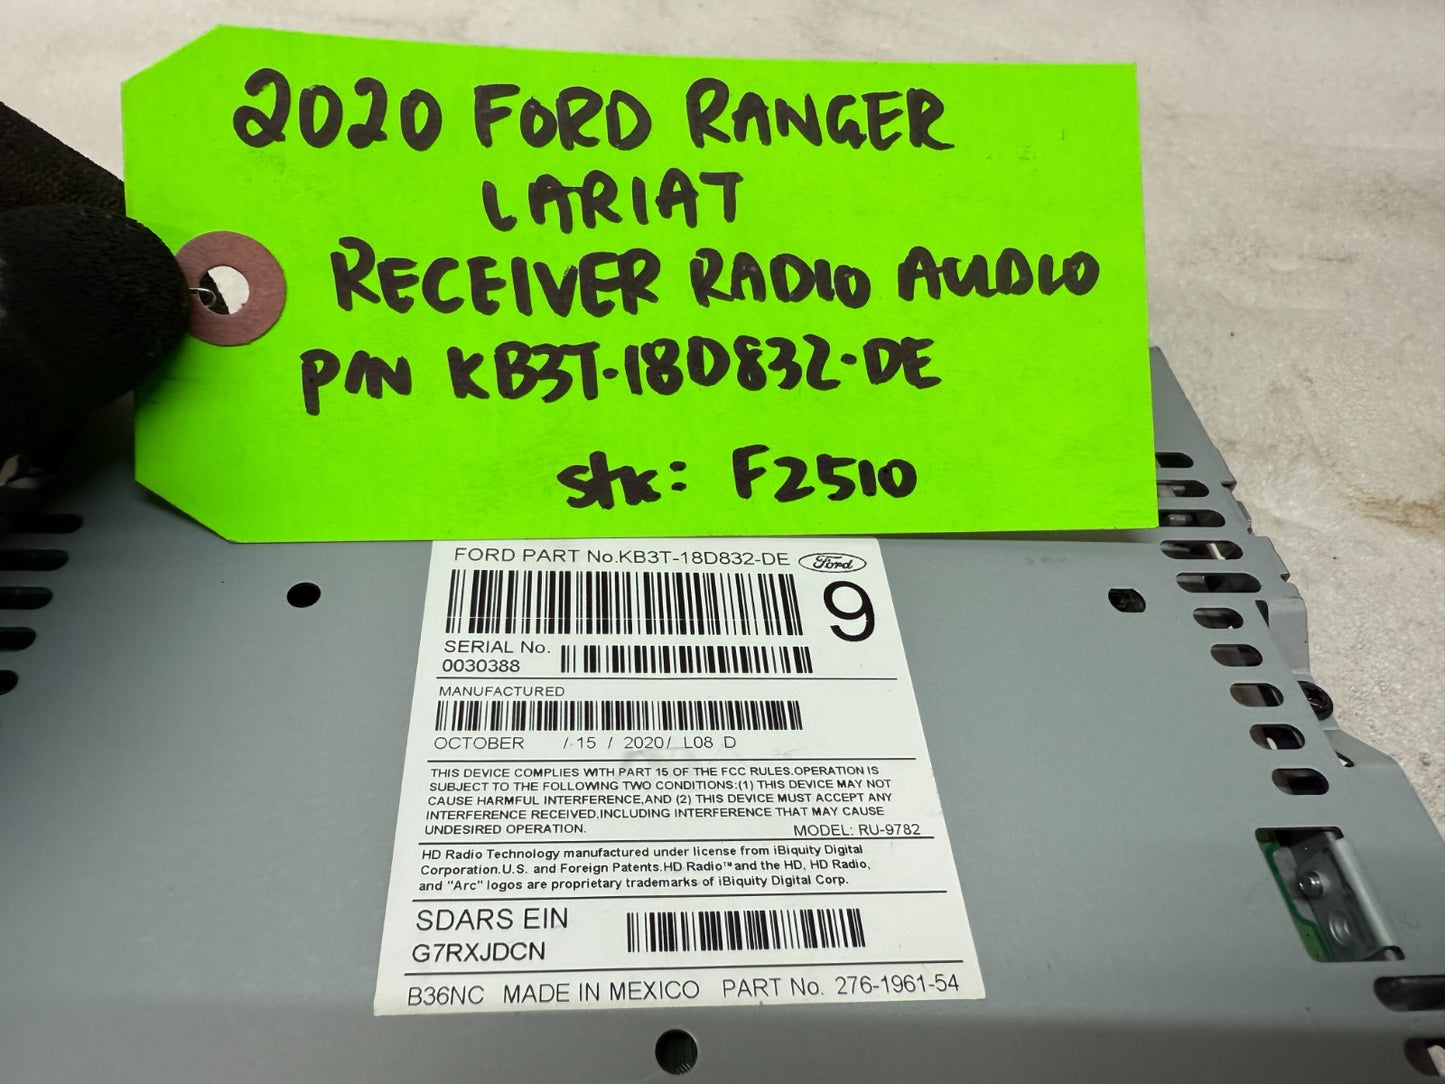 2020 FORD RANGER
LARIAT
RECEIVER RADIO AUDIO
P/N KB3T-18D832-DE
stk: F2510
FORD PART No.KB3T-18D832-DE Ford
9
SERIAL No.
0030388
MANUFACTURED
OCTOBER / 15 / 2020/ L08 D
THIS DEVICE COMPLIES WITH PART 15 OF THE FCC RULES.OPERATION IS
SUBJECT TO THE FOLLOWING TWO CONDITIONS:(1) THIS DEVICE MAY NOT
CAUSE HARMFUL INTERFERENCE,AND (2) THIS DEVICE MUST ACCEPT ANY
INTERFERENCE RECEIVED,INCLUDING INTERFERENCE THAT MAY CAUSE
UNDESIRED OPERATION. MODEL: RU-9782
HD Radio Technology manufactured under license from iBiquity Digital
Corporation.U.S. and Foreign Patents.HD Radio™ and the HD, HD Radio,
and "Arc" logos are proprietary trademarks of iBiquity Digital Corp.
SDARS EIN
G7RXJDCN
B36NC MADE IN MEXICO PART No. 276-1961-54